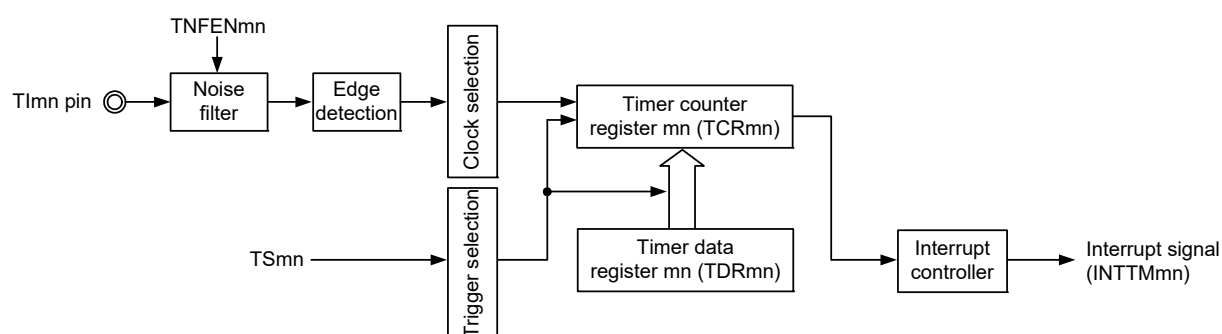 TNFENmn
TImn pin
Noise
filter
Edge
detection
Clock selection
Timer counter
register mn (TCRmn)
TSmn
Trigger selection
Timer data
register mn (TDRmn)
Interrupt
controller
Interrupt signal
(INTTMmn)